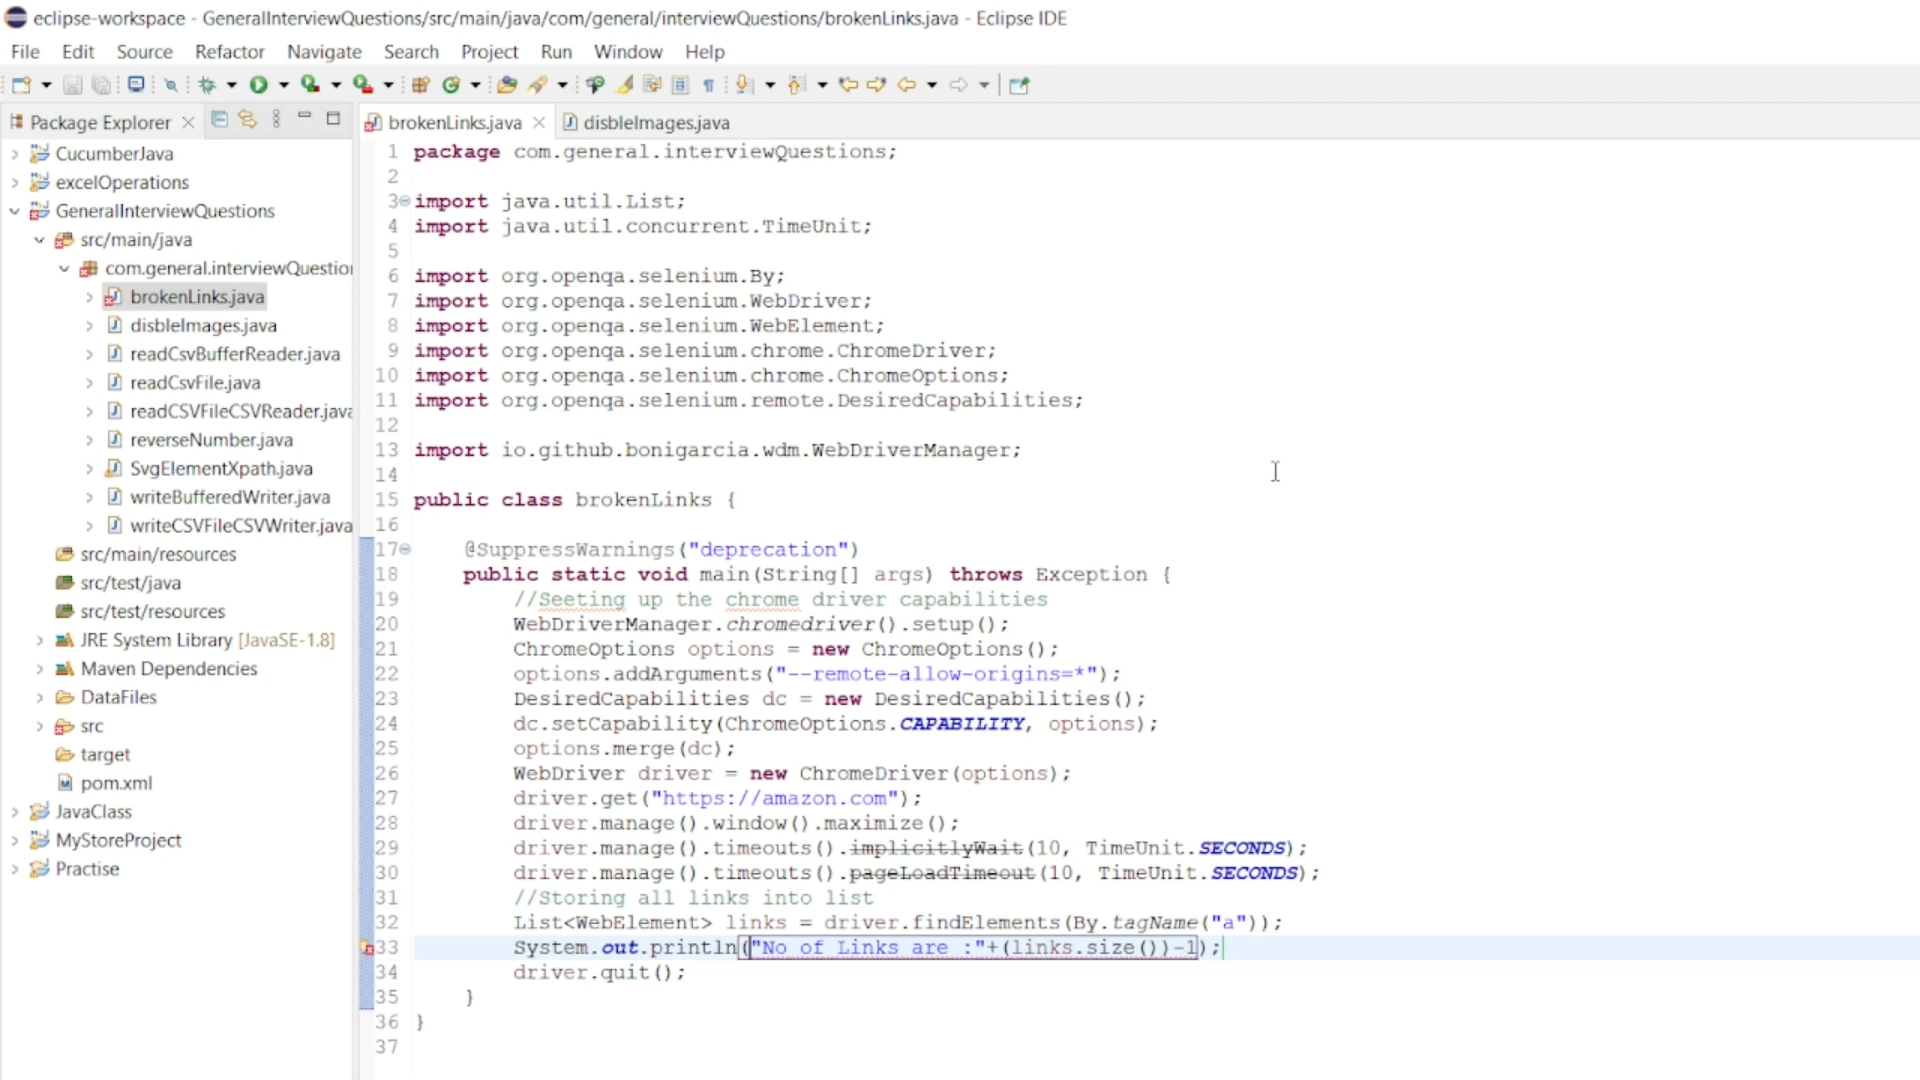 eclipse-workspace - GeneralInterviewQuestions/src/main/java/com/general/interviewQuestions/brokenLinks.java - Eclipse IDE
File Edit Source Refactor Navigate Search Project Run Window Help
Package Explorer
CucumberJava
excelOperations
GeneralInterviewQuestions
src/main/java
com.general.interviewQuestion
brokenLinks.java
disbleImages.java
readCsvBufferReader.java
readCsvFile.java
readCSVFileCSVReader.java
reverseNumber.java
SvgElementXpath.java
writeBufferedWriter.java
writeCSVFileCSVWriter.java
src/main/resources
src/test/java
src/test/resources
JRE System Library [JavaSE-1.8]
Maven Dependencies
DataFiles
src
target
pom.xml
JavaClass
MyStoreProject
Practise
brokenLinks.java disbleImages.java
1 package com.general.interviewQuestions;
2
3 import java.util.List;
4 import java.util.concurrent.TimeUnit;
5
6 import org.openqa.selenium.By;
7 import org.openqa.selenium.WebDriver;
8 import org.openqa.selenium.WebElement;
9 import org.openqa.selenium.chrome.ChromeDriver;
10 import org.openqa.selenium.chrome.ChromeOptions;
11 import org.openqa.selenium.remote.DesiredCapabilities;
12
13 import io.github.bonigarcia.wdm.WebDriverManager;
14
15 public class brokenLinks {
16
17 @SuppressWarnings("deprecation")
18 public static void main(String[] args) throws Exception {
19 //Seeting up the chrome driver capabilities
20 WebDriverManager.chromedriver().setup();
21 ChromeOptions options = new ChromeOptions();
22 options.addArguments("--remote-allow-origins=*");
23 DesiredCapabilities dc = new DesiredCapabilities();
24 dc.setCapability(ChromeOptions.CAPABILITY, options);
25 options.merge(dc);
26 WebDriver driver = new ChromeDriver(options);
27 driver.get("https://amazon.com");
28 driver.manage().window().maximize();
29 driver.manage().timeouts().implicitlyWait(10, TimeUnit.SECONDS);
30 driver.manage().timeouts().pageLoadTimeout(10, TimeUnit.SECONDS);
31 //Storing all links into list
32 List<WebElement> links = driver.findElements(By.tagName("a"));
33 System.out.println("No of Links are :"+(links.size())-1);
34 driver.quit();
35 }
36 }
37